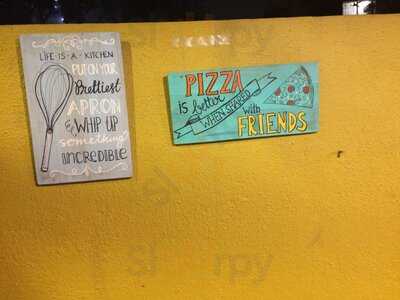 LIFE·IS·A·KITCHEN
PUT ON YOUR
Prettiest
APRON
& WHIP UP
something
INCREDIBLE
PIZZA
is better
WHEN SHARED
with
FRIENDS